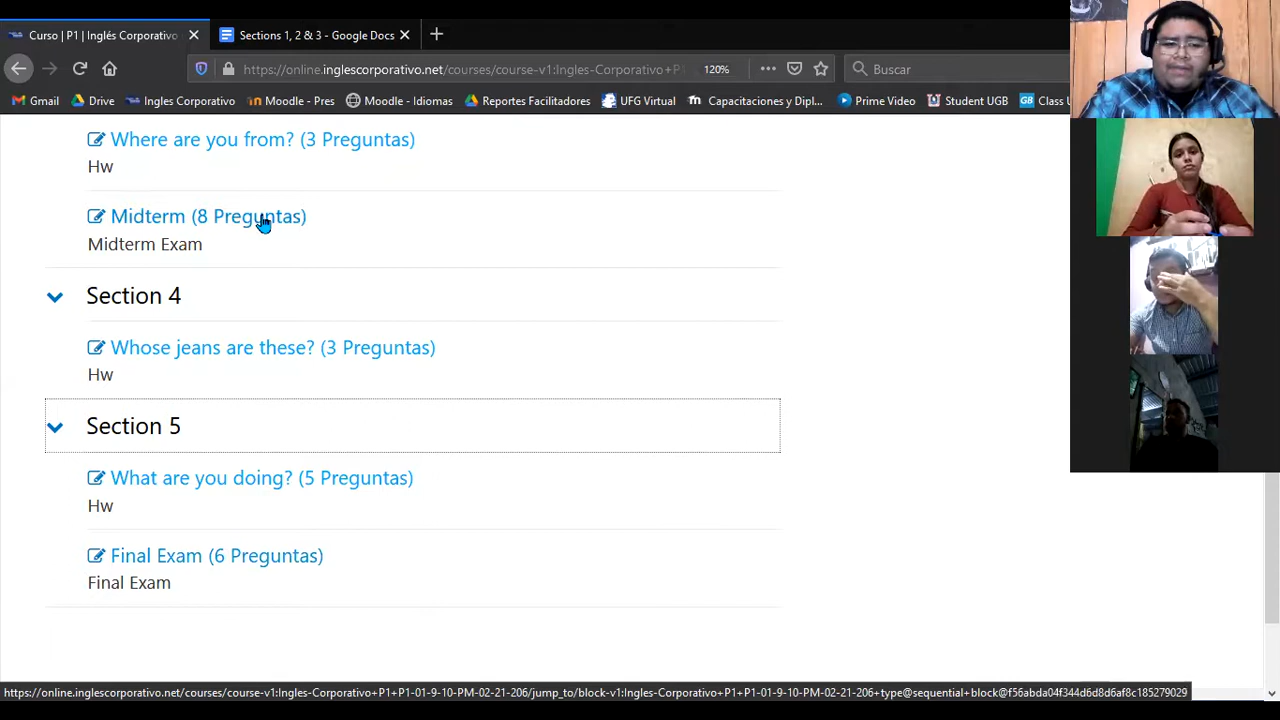 Curso | P1 | Inglés Corporativo
Sections 1, 2 & 3 - Google Docs
https://online.inglescorporativo.net/courses/course-v1:Ingles-Corporativo+P1
120%
Buscar
Gmail
Drive
Ingles Corporativo
Moodle - Pres
Moodle - Idiomas
Reportes Facilitadores
UFG Virtual
Capacitaciones y Dipl...
Prime Video
Student UGB
Class
Where are you from? (3 Preguntas)
Hw
Midterm (8 Preguntas)
Midterm Exam
Section 4
Whose jeans are these? (3 Preguntas)
Hw
Section 5
What are you doing? (5 Preguntas)
Hw
Final Exam (6 Preguntas)
Final Exam
https://online.inglescorporativo.net/courses/course-v1:Ingles-Corporativo+P1+P1-01-9-10-PM-02-21-206/jump_to/block-v1:Ingles-Corporativo+P1+P1-01-9-10-PM-02-21-206+type@sequential+block@f56abda04f344d6d8d6af8c185279029